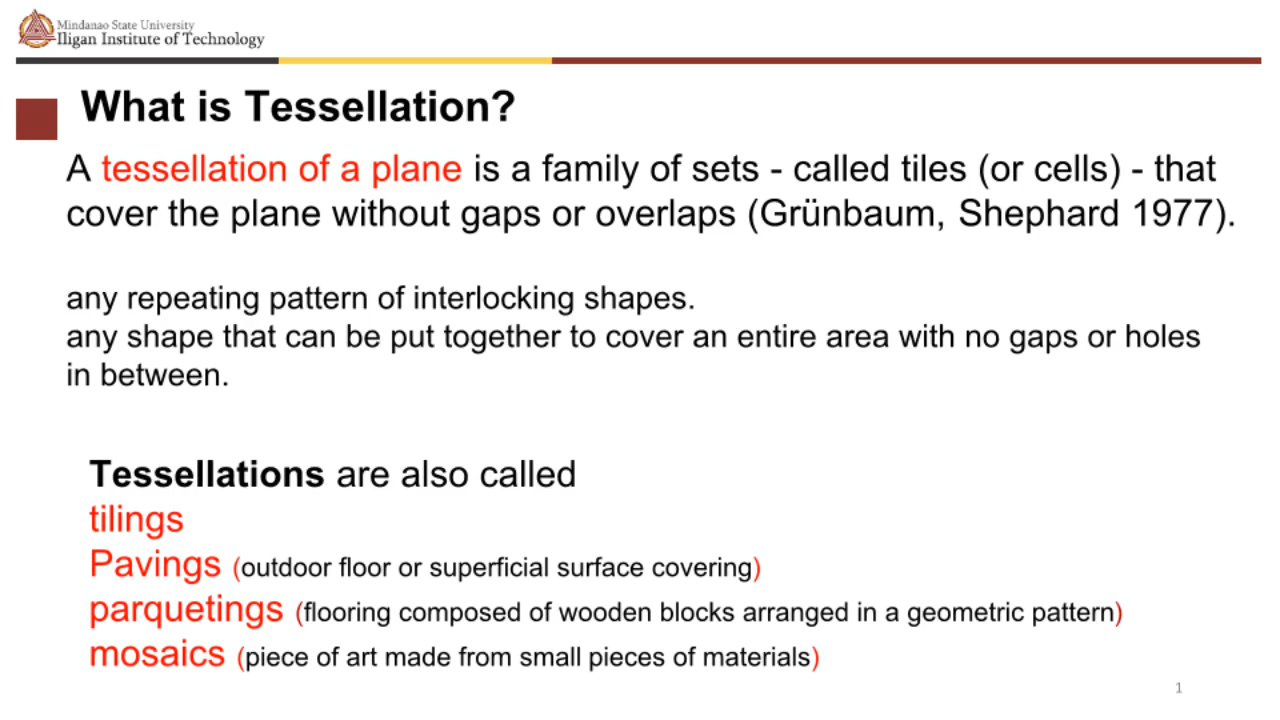 Mindanao State University
Iligan Institute of Technology
What is Tessellation?
A tessellation of a plane is a family of sets - called tiles (or cells) - that
cover the plane without gaps or overlaps (Grünbaum, Shephard 1977).
any repeating pattern of interlocking shapes.
any shape that can be put together to cover an entire area with no gaps or holes
in between.
Tessellations are also called
tilings
Pavings (outdoor floor or superficial surface covering)
parquetings (flooring composed of wooden blocks arranged in a geometric pattern)
mosaics (piece of art made from small pieces of materials)
1